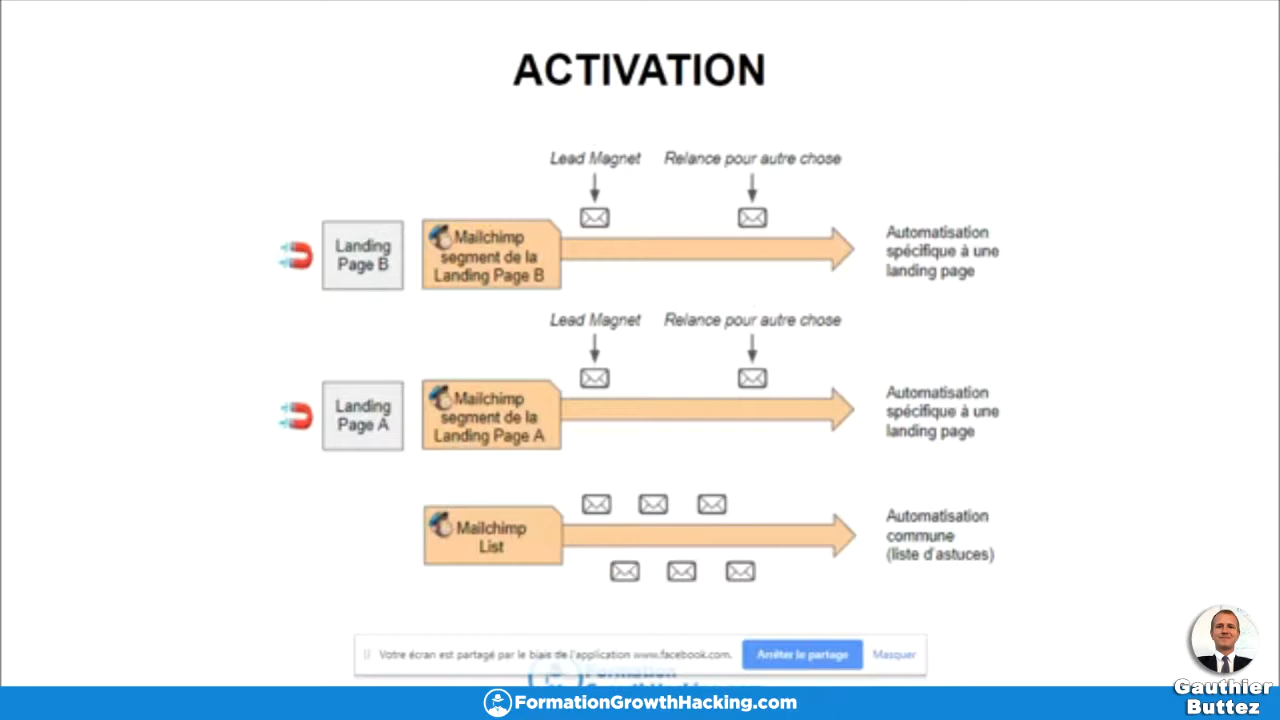 ACTIVATION
Lead Magnet
Relance pour autre chose
Landing
Page B
Mailchimp
segment de la
Landing Page B
Automatisation
spécifique à une
landing page
Lead Magnet
Relance pour autre chose
Landing
Page A
Mailchimp
segment de la
Landing Page A
Automatisation
spécifique à une
landing page
Mailchimp
List
Automatisation
commune
(liste d'astuces)
Votre écran est partagé par le biais de l'application www.facebook.com.
Arrêter le partage
Masquer
Formation
FormationGrowthHacking.com
Gauthier
Buttez